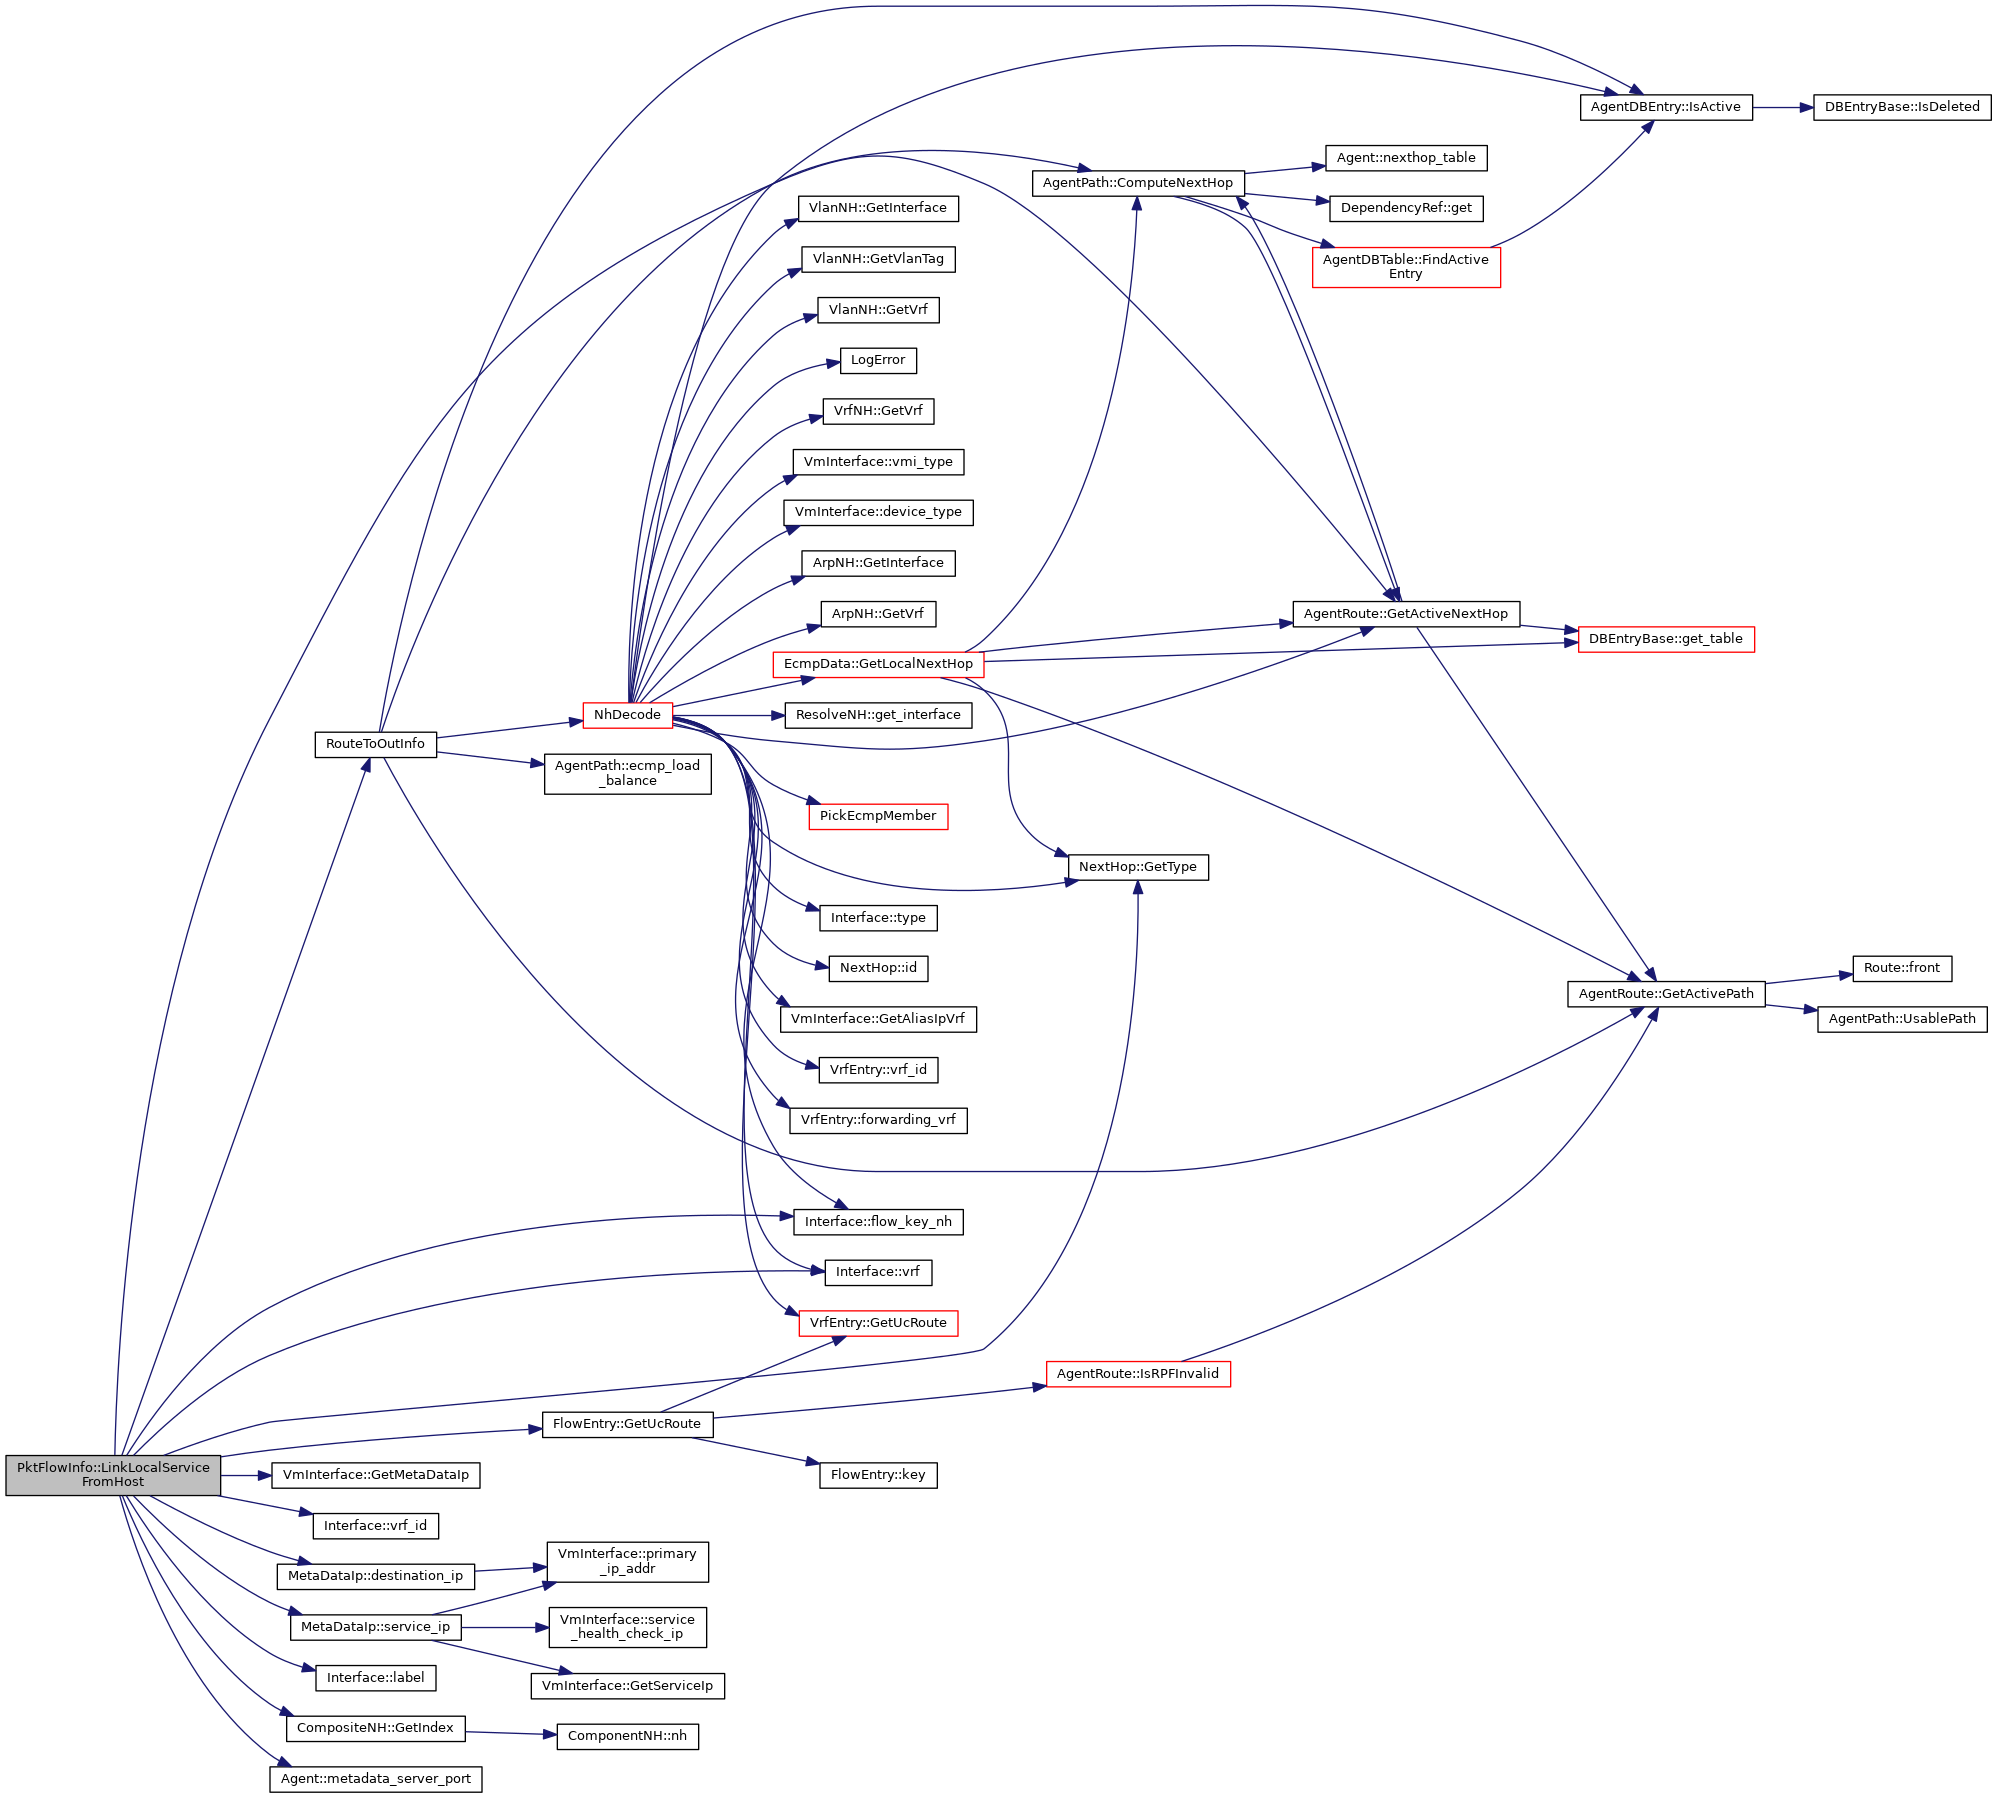 AgentDBEntry::IsActive
DBEntryBase::IsDeleted
Agent::nexthop_table
AgentPath::ComputeNextHop
VlanNH::GetInterface
DependencyRef::get
VlanNH::GetVlanTag
AgentDBTable::FindActive
Entry
VlanNH::GetVrf
LogError
VrfNH::GetVrf
VmInterface::vmi_type
VmInterface::device_type
ArpNH::GetInterface
ArpNH::GetVrf
AgentRoute::GetActiveNextHop
DBEntryBase::get_table
EcmpData::GetLocalNextHop
NhDecode
ResolveNH::get_interface
RouteToOutInfo
AgentPath::ecmp_load
_balance
PickEcmpMember
NextHop::GetType
Interface::type
NextHop::id
Route::front
AgentRoute::GetActivePath
VmInterface::GetAliasIpVrf
AgentPath::UsablePath
VrfEntry::vrf_id
VrfEntry::forwarding_vrf
Interface::flow_key_nh
Interface::vrf
VrfEntry::GetUcRoute
AgentRoute::IsRPFInvalid
FlowEntry::GetUcRoute
PktFlowInfo::LinkLocalService
FromHost
VmInterface::GetMetaDataIp
FlowEntry::key
Interface::vrf_id
VmInterface::primary
_ip_addr
MetaDataIp::destination_ip
MetaDataIp::service_ip
VmInterface::service
_health_check_ip
Interface::label
VmInterface::GetServiceIp
CompositeNH::GetIndex
ComponentNH::nh
Agent::metadata_server_port